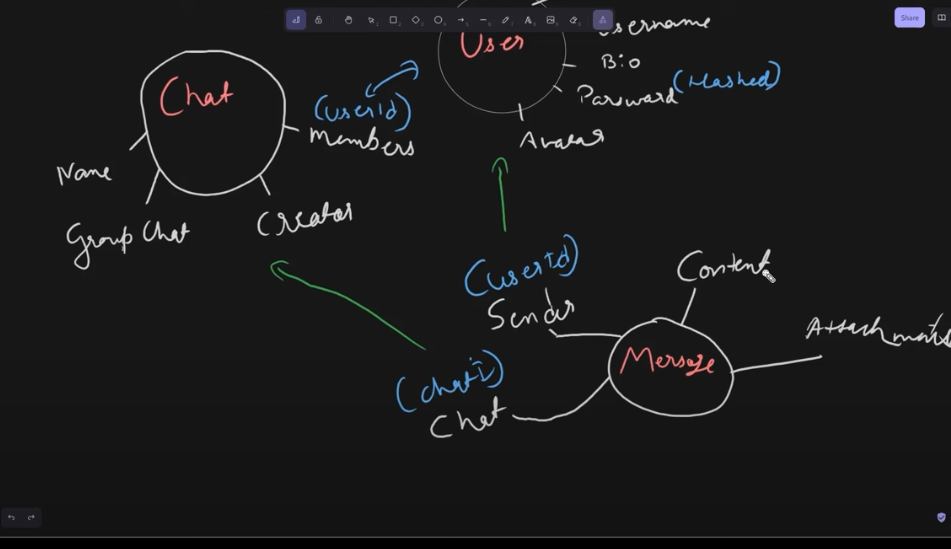 Share
User
Username
Bio
Password (Hashed)
Avatar
Chat
(userId)
Members
Name
Group Chat
Creator
(userId)
Sender
Content
Attachments
Message
(chatI)
Chat